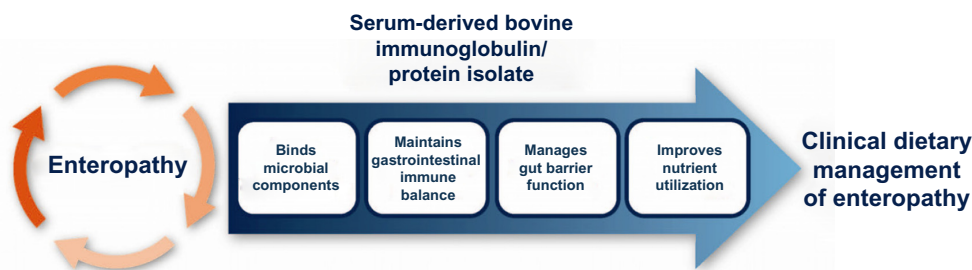 Serum-derived bovine
immunoglobulin/
protein isolate
Enteropathy
Binds
microbial
components
Maintains
gastrointestinal
immune
balance
Manages
gut barrier
function
Improves
nutrient
utilization
Clinical dietary
management
of enteropathy